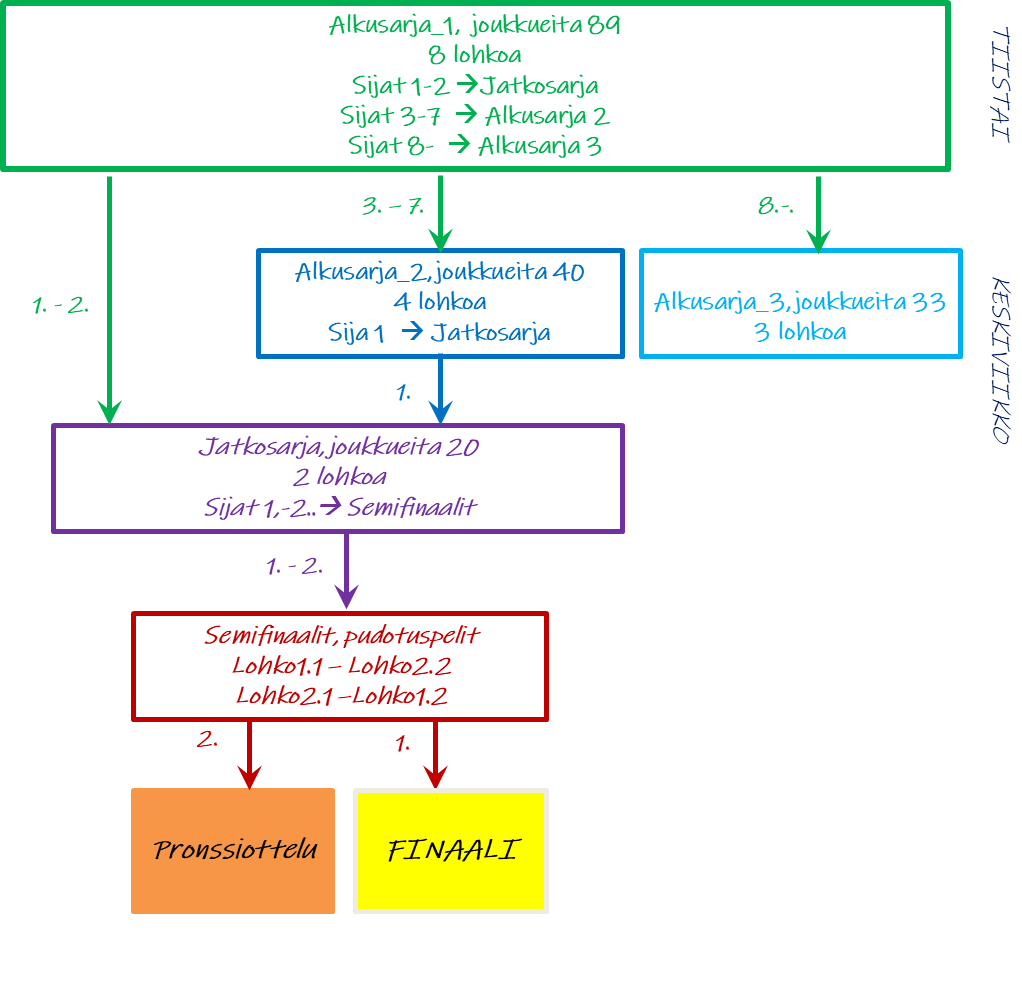 Alkusarja_1, joukkueita 89
8 lohkoa
Sijat 1-2 →Jatkosarja
Sijat 3-7 → Alkusarja 2
Sijat 8- → Alkusarja 3
TIISTAI
3. – 7.
8.-.
1. - 2.
Alkusarja_2,joukkueita 40
4 lohkoa
Sija 1 → Jatkosarja
Alkusarja_3,joukkueita 33
3 lohkoa
KESKIVIIKKO
1.
Jatkosarja,joukkueita 20
2 lohkoa
Sijat 1,-2..→ Semifinaalit
1. - 2.
Semifinaalit, pudotuspelit
Lohko1.1 – Lohko2.2
Lohko2.1 –Lohko1.2
2.
1.
Pronssiottelu
FINAALI